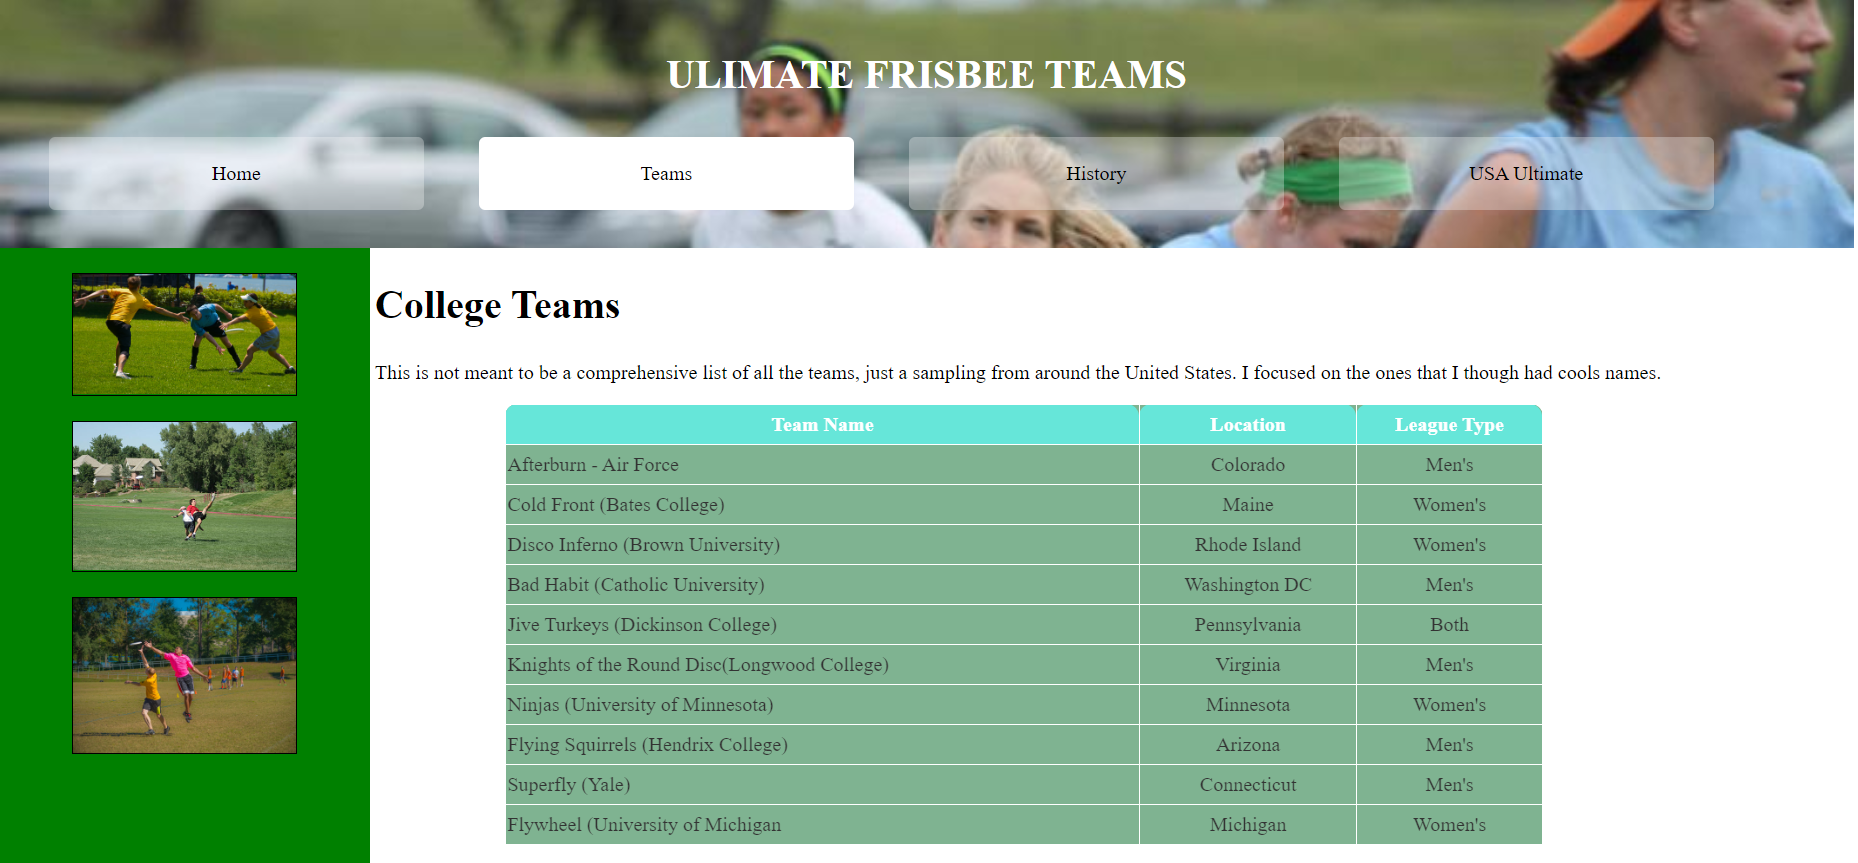 ULIMATE FRISBEE TEAMS
Home Teams History USA Ultimate
College Teams
This is not meant to be a comprehensive list of all the teams, just a sampling from around the United States. I focused on the ones that I though had cools names.
Team Name Location League Type
Afterburn - Air Force Colorado Men's
Cold Front (Bates College) Maine Women's
Disco Inferno (Brown University) Rhode Island Women's
Bad Habit (Catholic University) Washington DC Men's
Jive Turkeys (Dickinson College) Pennsylvania Both
Knights of the Round Disc(Longwood College) Virginia Men's
Ninjas (University of Minnesota) Minnesota Women's
Flying Squirrels (Hendrix College) Arizona Men's
Superfly (Yale) Connecticut Men's
Flywheel (University of Michigan Michigan Women's